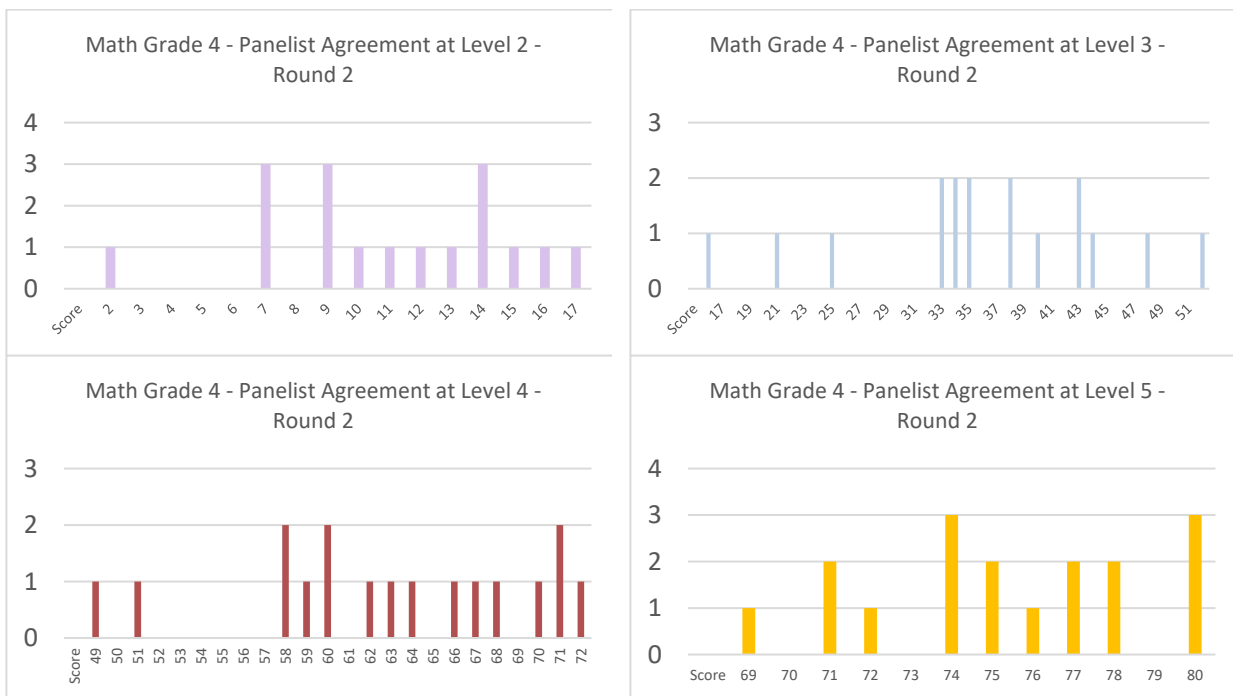 Math Grade 4 - Panelist Agreement at Level 2 -
Round 2
4
3
2
1
0
Score 2 3 4 5 6 7 8 9 10 11 12 13 14 15 16 17
Math Grade 4 - Panelist Agreement at Level 3 -
Round 2
3
2
1
0
Score 17 19 21 23 25 27 29 31 33 35 37 39 41 43 45 47 49 51
Math Grade 4 - Panelist Agreement at Level 4 -
Round 2
3
2
1
0
Score 49 50 51 52 53 54 55 56 57 58 59 60 61 62 63 64 65 66 67 68 69 70 71 72
Math Grade 4 - Panelist Agreement at Level 5 -
Round 2
4
3
2
1
0
Score 69 70 71 72 73 74 75 76 77 78 79 80